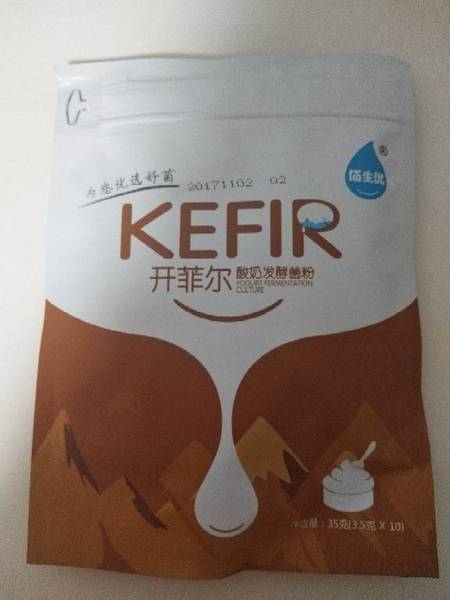 为您优选好菌
20171102 02
佰生优®
KEFIR
开菲尔
酸奶发酵菌粉
YOGURT FERMENTATION
CULTURE
净含量：35克(3.5克 X 10)